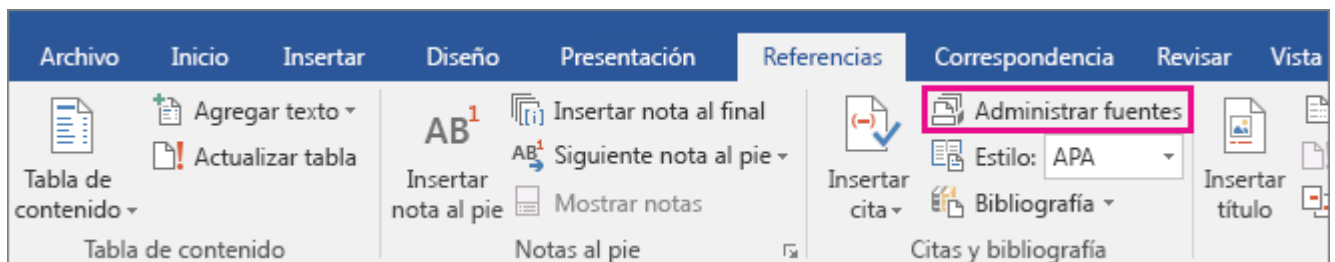 Archivo Inicio Insertar Diseño Presentación Referencias Correspondencia Revisar Vista
Tabla de
contenido
Agregar texto
Actualizar tabla
Tabla de contenido
AB1
Insertar
nota al pie
[i] Insertar nota al final
AB1 Siguiente nota al pie
Mostrar notas
Notas al pie
(-)
Insertar
cita
Administrar fuentes
Estilo: APA
Bibliografía
Citas y bibliografía
Insertar
título